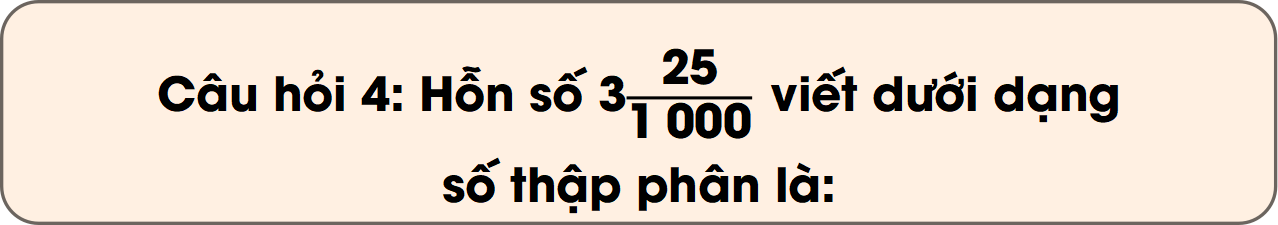 Câu hỏi 4: Hỗn số 3 25/1 000 viết dưới dạng
số thập phân là: